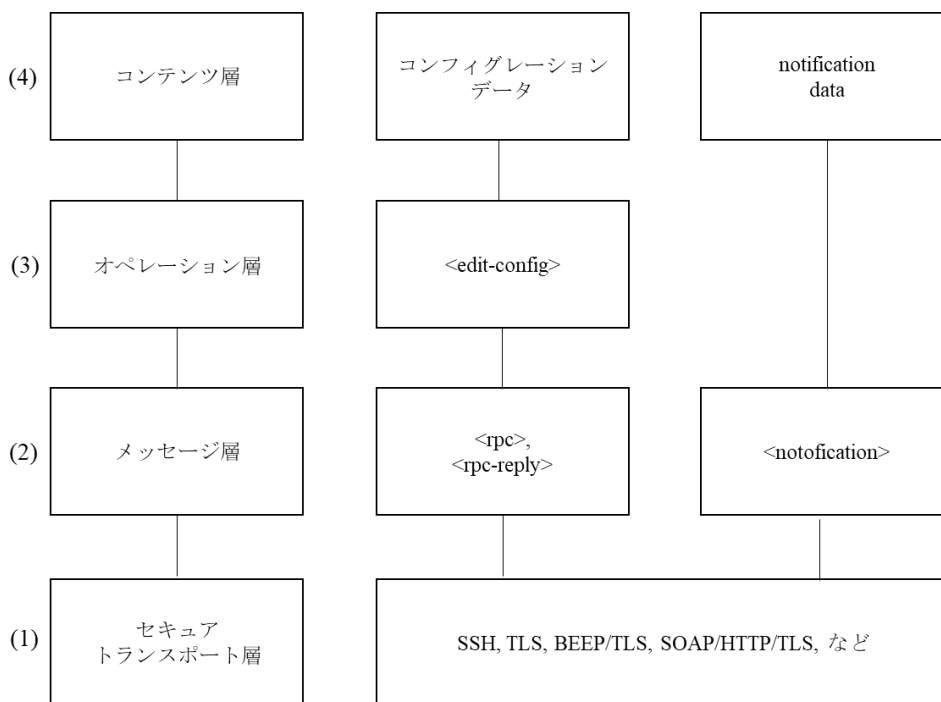 (4)
コンテンツ層
コンフィグレーション
データ
notification
data
(3)
オペレーション層
<edit-config>
(2)
メッセージ層
<rpc>,
<rpc-reply>
<notofication>
(1)
セキュア
トランスポート層
SSH, TLS, BEEP/TLS, SOAP/HTTP/TLS, など